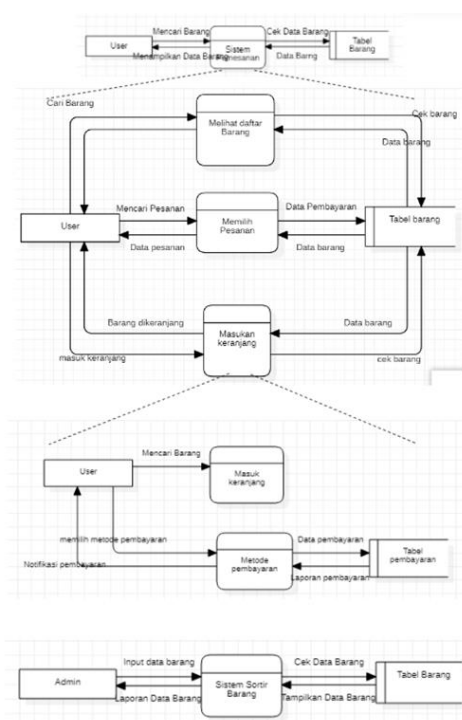 Mencari Barang
Cek Data Barang
User
Sistem
Pemesanan
Tabel
Barang
Menampilkan Data Barang
Data Barng
Cari Barang
Melihat daftar
Barang
Cek barang
Data barang
Mencari Pesanan
Data Pembayaran
User
Memilih
Pesanan
Tabel barang
Data pesanan
Data barang
Barang dikeranjang
Masukan
keranjang
Data barang
masuk keranjang
cek barang
Mencari Barang
User
Masuk
keranjang
memilih metode pembayaran
Data pembayaran
Metode
pembayaran
Tabel
pembayaran
Notifikasi pembayaran
Laporan pembayaran
Input data barang
Cek Data Barang
Admin
Sistem Sortir
Barang
Tabel Barang
Laporan Data Barang
Tampilkan Data Barang